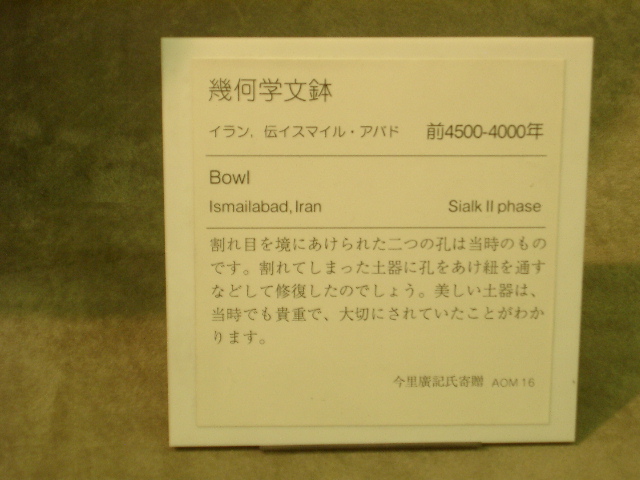 幾何学文鉢
イラン, 伝イスマイル・アバド 前4500-4000年
Bowl
Ismailabad, Iran Sialk II phase
割れ目を境にあけられた二つの孔は当時のもの
です。割れてしまった土器に孔をあけ紐を通す
などして修復したのでしょう。美しい土器は、
当時でも貴重で、大切にされていたことがわか
ります。
今里廣記氏寄贈 AOM 16